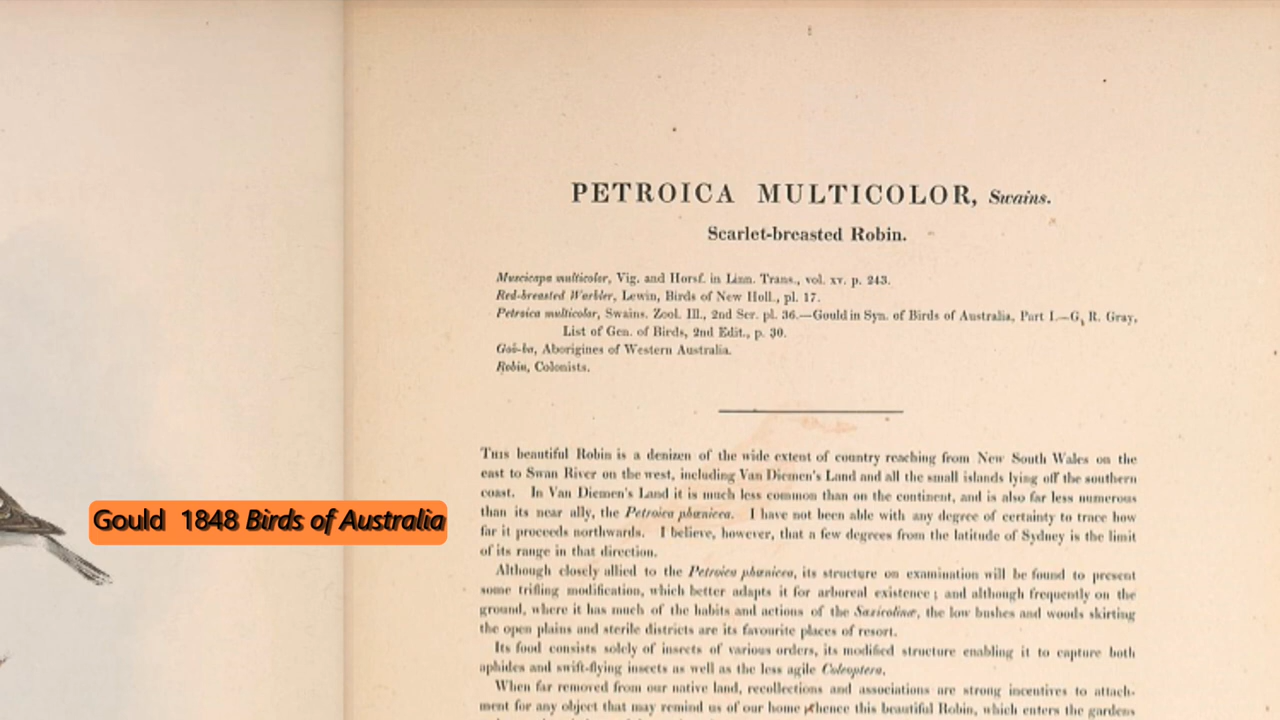 PETROICA MULTICOLOR, Swains.
Scarlet-breasted Robin.
Muscicapa multicolor, Vig. and Horsf. in Linn. Trans., vol. xv. p. 243.
Red-breasted Warbler, Lewin, Birds of New Holl., pl. 17.
Petroica multicolor, Swains. Zool. Ill., 2nd Ser. pl. 36.—Gould in Syn. of Birds of Australia, Part I.—G. R. Gray,
List of Gen. of Birds, 2nd Edit., p. 30.
Goŏ-ba, Aborigines of Western Australia.
Robin, Colonists.
This beautiful Robin is a denizen of the wide extent of country reaching from New South Wales on the
east to Swan River on the west, including Van Diemen's Land and all the small islands lying off the southern
coast. In Van Diemen's Land it is much less common than on the continent, and is also far less numerous
than its near ally, the Petroica phœnicea. I have not been able with any degree of certainty to trace how
far it proceeds northwards. I believe, however, that a few degrees from the latitude of Sydney is the limit
of its range in that direction.
Although closely allied to the Petroica phœnicea, its structure on examination will be found to present
some trifling modification, which better adapts it for arboreal existence; and although frequently on the
ground, where it has much of the habits and actions of the Saxicolinæ, the low bushes and woods skirting
the open plains and sterile districts are its favourite places of resort.
Its food consists solely of insects of various orders, its modified structure enabling it to capture both
aphides and swift-flying insects as well as the less agile Coleoptera.
When far removed from our native land, recollections and associations are strong incentives to attach-
ment for any object that may remind us of our home; hence this beautiful Robin, which enters the gardens
Gould 1848 Birds of Australia